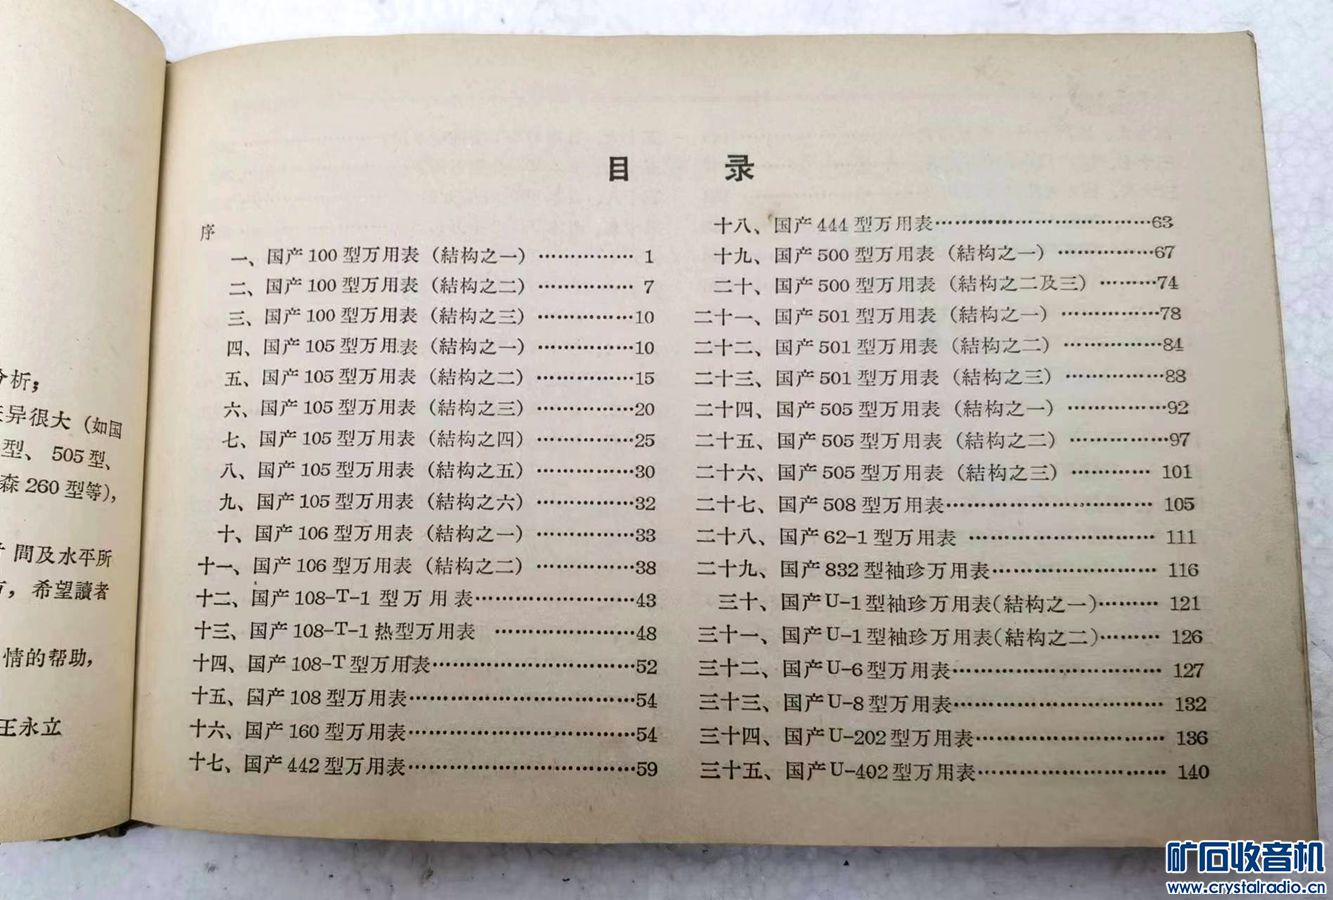 分析；
异很大（如国
型、505型、
森260型等），
間及水平所
，希望讀者
情的帮助，
王永立
目 录
序
一、国产100型万用表（結构之一）……………1
二、国产100型万用表（結构之二）……………7
三、国产100型万用表（結构之三）……………10
四、国产105型万用表（結构之一）……………10
五、国产105型万用表（結构之二）……………15
六、国产105型万用表（結构之三）……………20
七、国产105型万用表（結构之四）……………25
八、国产105型万用表（結构之五）……………30
九、国产105型万用表（結构之六）……………32
十、国产106型万用表（結构之一）……………33
十一、国产106型万用表（結构之二）……………38
十二、国产108-T-1型万用表……………………43
十三、国产108-T-1热型万用表…………………48
十四、国产108-T型万用表………………………52
十五、国产108型万用表…………………………54
十六、国产160型万用表…………………………54
十七、国产442型万用表…………………………59
十八、国产444型万用表…………………………63
十九、国产500型万用表（結构之一）……………67
二十、国产500型万用表（結构之二及三）………74
二十一、国产501型万用表（結构之一）……………78
二十二、国产501型万用表（結构之二）……………84
二十三、国产501型万用表（結构之三）……………88
二十四、国产505型万用表（結构之一）……………92
二十五、国产505型万用表（結构之二）……………97
二十六、国产505型万用表（結构之三）…………101
二十七、国产508型万用表…………………………105
二十八、国产62-1型万用表………………………111
二十九、国产832型袖珍万用表……………………116
三十、国产U-1型袖珍万用表（結构之一）………121
三十一、国产U-1型袖珍万用表（結构之二）………126
三十二、国产U-6型万用表…………………………127
三十三、国产U-8型万用表…………………………132
三十四、国产U-202型万用表………………………136
三十五、国产U-402型万用表………………………140
矿石收音机
www.crystalradio.cn